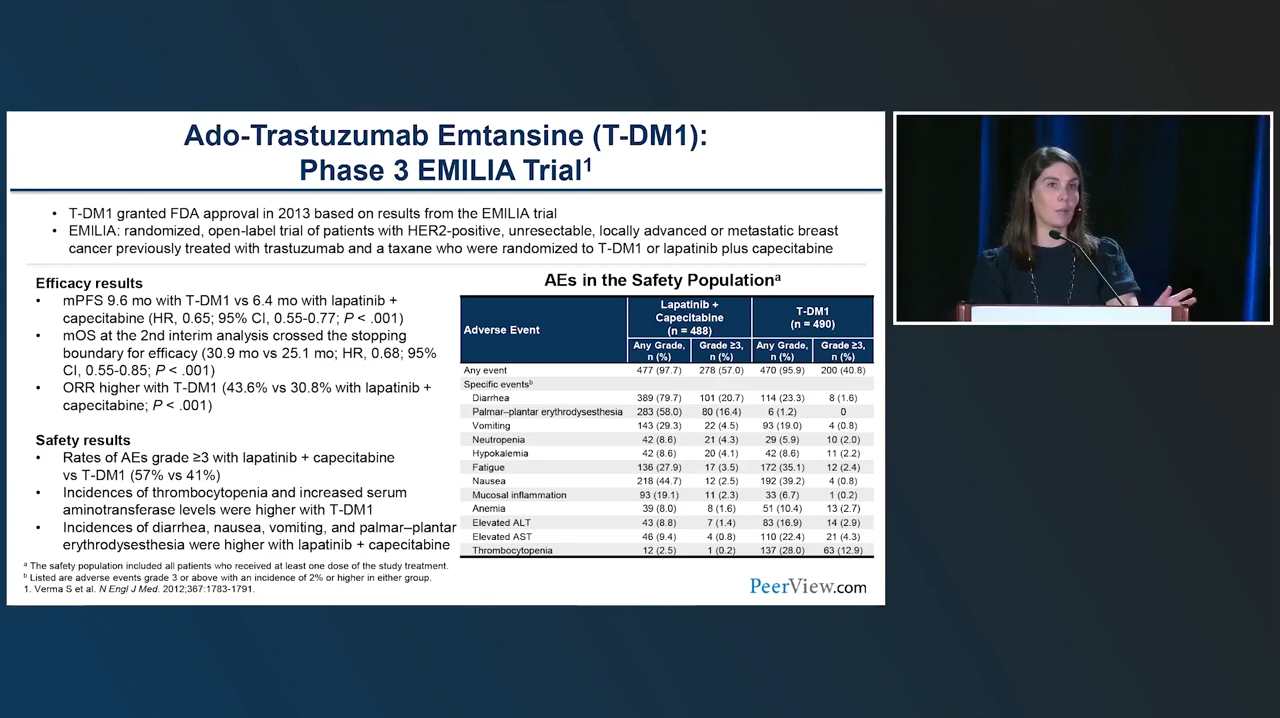 Ado-Trastuzumab Emtansine (T-DM1):
Phase 3 EMILIA Trial1
• T-DM1 granted FDA approval in 2013 based on results from the EMILIA trial
• EMILIA: randomized, open-label trial of patients with HER2-positive, unresectable, locally advanced or metastatic breast
cancer previously treated with trastuzumab and a taxane who were randomized to T-DM1 or lapatinib plus capecitabine
Efficacy results
• mPFS 9.6 mo with T-DM1 vs 6.4 mo with lapatinib +
capecitabine (HR, 0.65; 95% CI, 0.55-0.77; P < .001)
• mOS at the 2nd interim analysis crossed the stopping
boundary for efficacy (30.9 mo vs 25.1 mo; HR, 0.68; 95%
CI, 0.55-0.85; P < .001)
• ORR higher with T-DM1 (43.6% vs 30.8% with lapatinib +
capecitabine; P < .001)
Safety results
• Rates of AEs grade ≥3 with lapatinib + capecitabine
vs T-DM1 (57% vs 41%)
• Incidences of thrombocytopenia and increased serum
aminotransferase levels were higher with T-DM1
• Incidences of diarrhea, nausea, vomiting, and palmar–plantar
erythrodysesthesia were higher with lapatinib + capecitabine
AEs in the Safety Populationa
Adverse Event
Lapatinib +
Capecitabine
(n = 488)
T-DM1
(n = 490)
Any Grade, Grade ≥3, Any Grade, Grade ≥3,
n (%) n (%) n (%) n (%)
Any event 477 (97.7) 278 (57.0) 470 (95.9) 200 (40.8)
Specific eventsb
Diarrhea 389 (79.7) 101 (20.7) 114 (23.3) 8 (1.6)
Palmar–plantar erythrodysesthesia 283 (58.0) 80 (16.4) 6 (1.2) 0
Vomiting 143 (29.3) 22 (4.5) 93 (19.0) 4 (0.8)
Neutropenia 42 (8.6) 21 (4.3) 29 (5.9) 10 (2.0)
Hypokalemia 42 (8.6) 20 (4.1) 42 (8.6) 11 (2.2)
Fatigue 136 (27.9) 17 (3.5) 172 (35.1) 12 (2.4)
Nausea 218 (44.7) 12 (2.5) 192 (39.2) 4 (0.8)
Mucosal inflammation 93 (19.1) 11 (2.3) 33 (6.7) 1 (0.2)
Anemia 39 (8.0) 8 (1.6) 51 (10.4) 13 (2.7)
Elevated ALT 43 (8.8) 7 (1.4) 83 (16.9) 14 (2.9)
Elevated AST 46 (9.4) 4 (0.8) 110 (22.4) 21 (4.3)
Thrombocytopenia 12 (2.5) 1 (0.2) 137 (28.0) 63 (12.9)
a The safety population included all patients who received at least one dose of the study treatment.
b Listed are adverse events grade 3 or above with an incidence of 2% or higher in either group.
1. Verma S et al. N Engl J Med. 2012;367:1783-1791.
PeerView.com